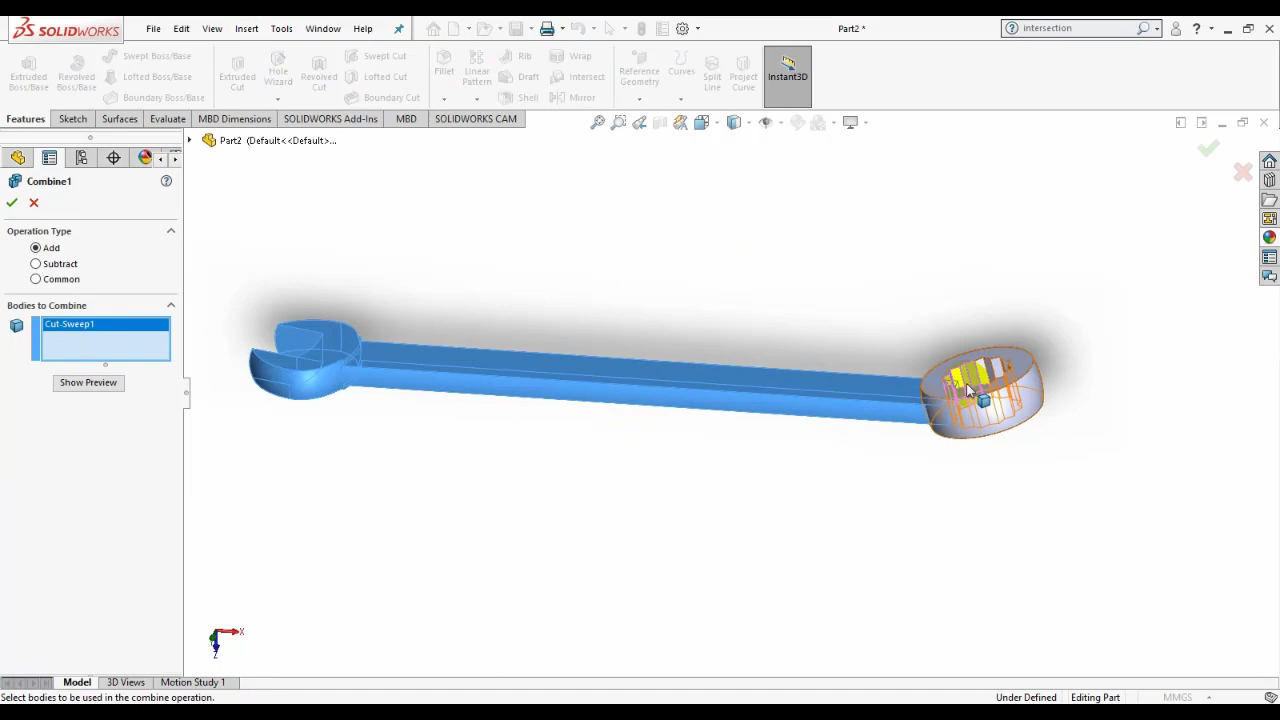 SOLIDWORKS File Edit View Insert Tools Window Help Part2 * intersection
Extruded Boss/Base Revolved Boss/Base Swept Boss/Base Lofted Boss/Base Boundary Boss/Base Extruded Cut Hole Wizard Revolved Cut Swept Cut Lofted Cut Boundary Cut Fillet Linear Pattern Rib Draft Shell Wrap Intersect Mirror Reference Geometry Curves Split Line Project Curve Instant3D
Features Sketch Surfaces Evaluate MBD Dimensions SOLIDWORKS Add-Ins MBD SOLIDWORKS CAM
Part2 (Default<<Default>...
Combine1
Operation Type
Add
Subtract
Common
Bodies to Combine
Cut-Sweep1
Show Preview
X
Z
Model 3D Views Motion Study 1
Select bodies to be used in the combine operation. Under Defined Editing Part MMGS